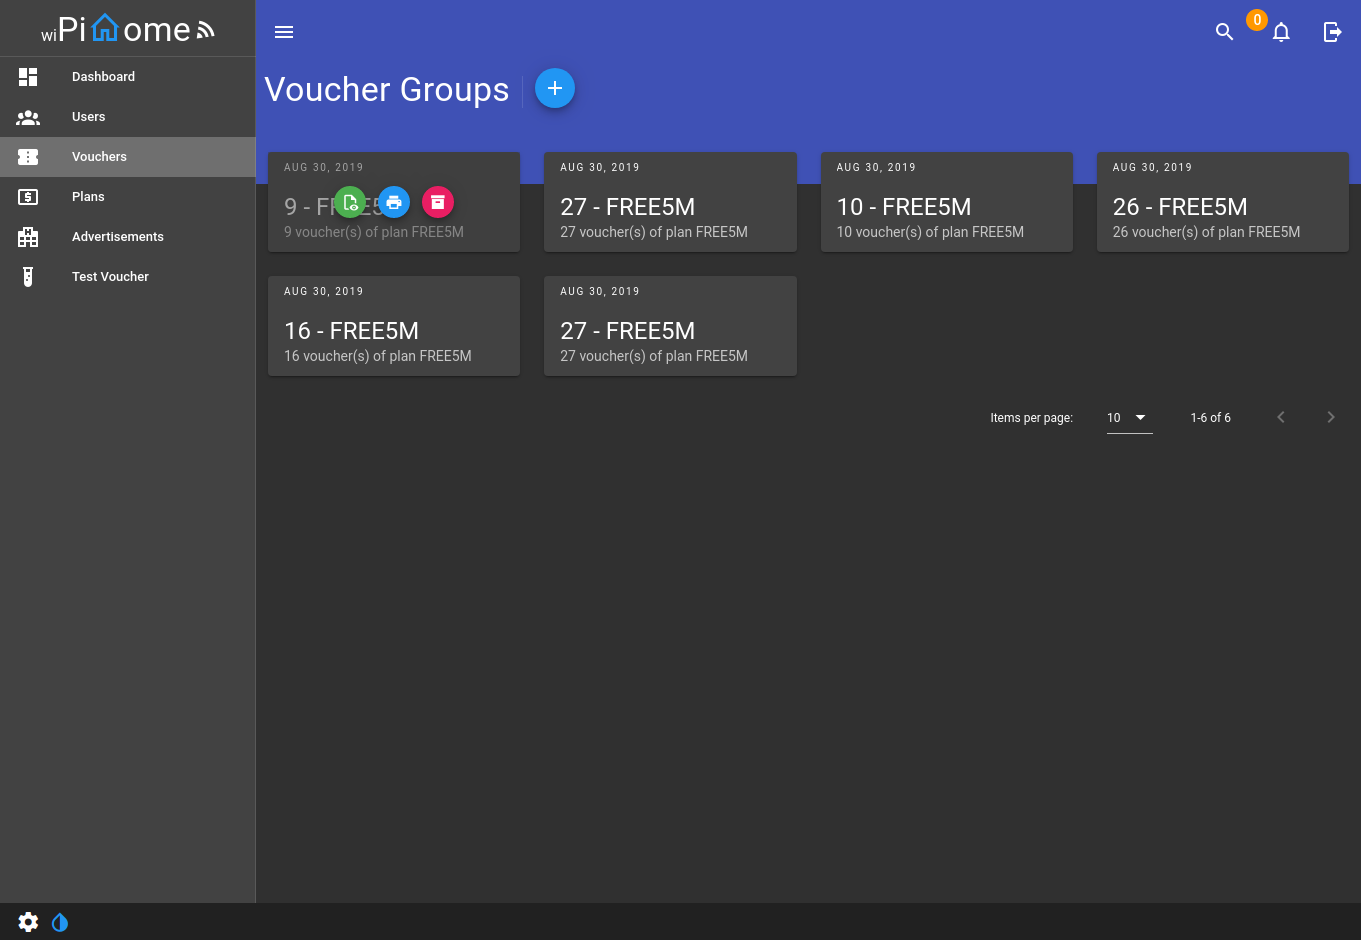 wiPi ome
Dashboard
Users
Vouchers
Plans
Advertisements
Test Voucher
0
Voucher Groups
AUG 30, 2019
9 - FREE5
9 voucher(s) of plan FREE5M
AUG 30, 2019
27 - FREE5M
27 voucher(s) of plan FREE5M
AUG 30, 2019
10 - FREE5M
10 voucher(s) of plan FREE5M
AUG 30, 2019
26 - FREE5M
26 voucher(s) of plan FREE5M
AUG 30, 2019
16 - FREE5M
16 voucher(s) of plan FREE5M
AUG 30, 2019
27 - FREE5M
27 voucher(s) of plan FREE5M
Items per page: 10 1-6 of 6